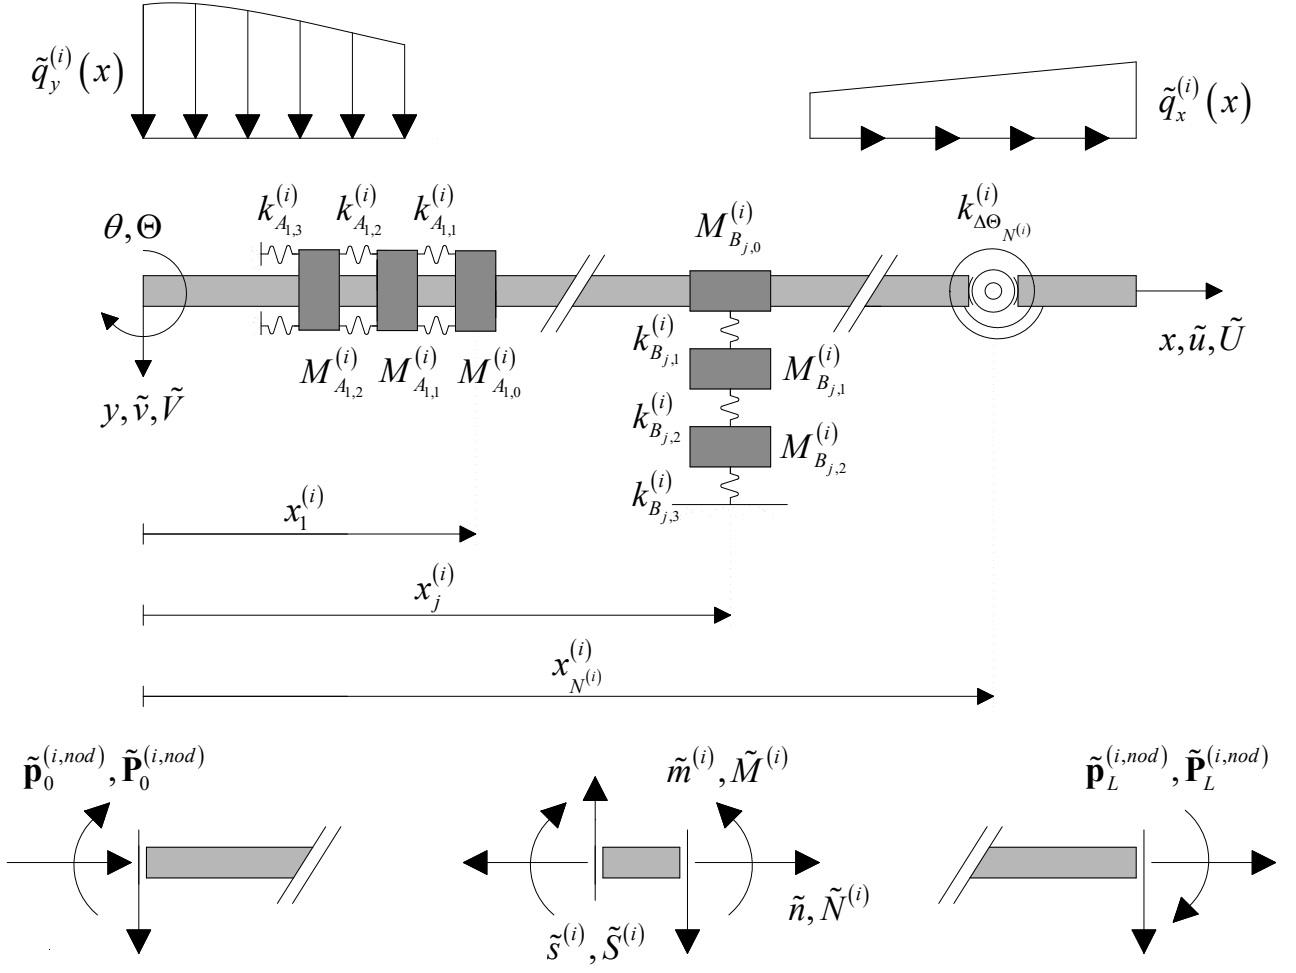 q̃_y^(i)(x)
q̃_x^(i)(x)
θ, Θ
k_{A_{1,3}}^(i) k_{A_{1,2}}^(i) k_{A_{1,1}}^(i)
M_{B_{j,0}}^(i)
k_{ΔΘ_{N^(i)}}^(i)
M_{A_{1,2}}^(i) M_{A_{1,1}}^(i) M_{A_{1,0}}^(i)
k_{B_{j,1}}^(i) M_{B_{j,1}}^(i)
k_{B_{j,2}}^(i) M_{B_{j,2}}^(i)
k_{B_{j,3}}^(i)
x, ũ, Ũ
y, ṽ, Ṽ
x_1^(i)
x_j^(i)
x_{N^(i)}^(i)
p̃_0^(i,nod), P̃_0^(i,nod)
m̃^(i), M̃^(i)
p̃_L^(i,nod), P̃_L^(i,nod)
ñ, Ñ^(i)
s̃^(i), S̃^(i)